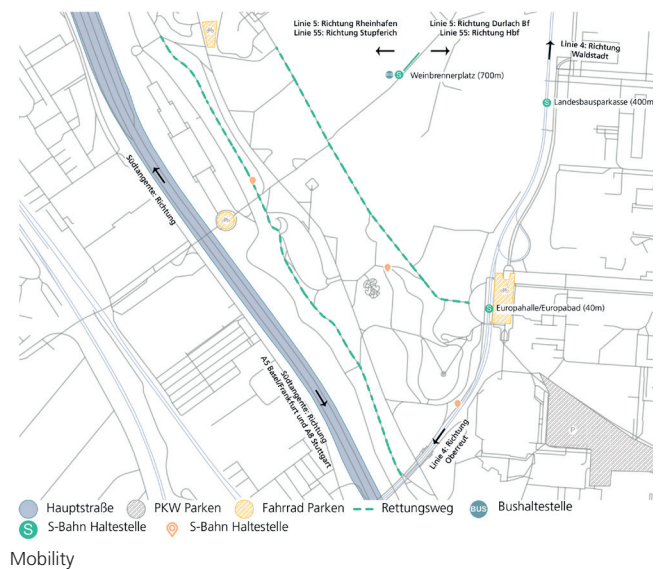 Linie 5: Richtung Rheinhafen
Linie 55: Richtung Stupferich
Linie 5: Richtung Durlach Bf
Linie 55: Richtung Hbf
Linie 4: Richtung
Waldstadt
BUS
S
Weinbrennerplatz (700m)
S
Landesbausparkasse (400m
Südtangente: Richtung
S
Europahalle/Europabad (40m)
Südtangente: Richtung
A5 Basel/Frankfurt und A8 Stuttgart
Linie 4: Richtung
Oberreut
P
Hauptstraße
PKW Parken
Fahrrad Parken
Rettungsweg
BUS
Bushaltestelle
S
S-Bahn Haltestelle
S-Bahn Haltestelle
Mobility